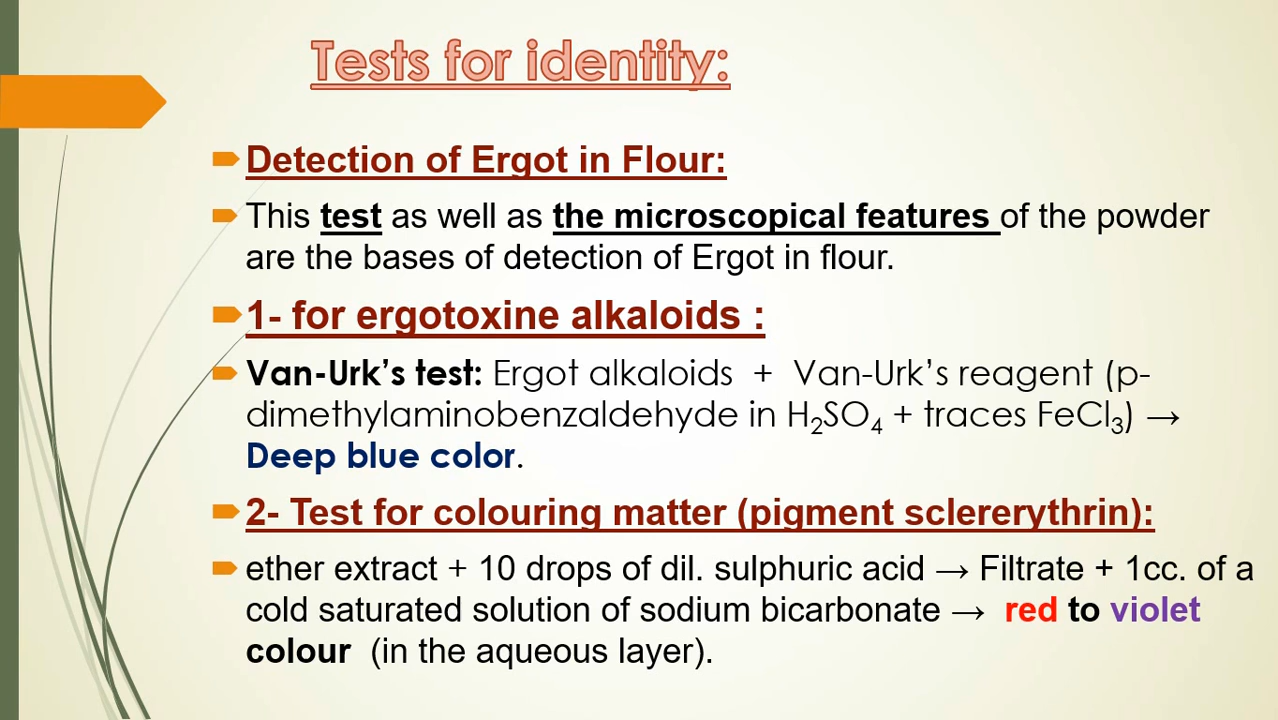 Tests for identity:
Detection of Ergot in Flour:
This test as well as the microscopical features of the powder
are the bases of detection of Ergot in flour.
1- for ergotoxine alkaloids :
Van-Urk's test: Ergot alkaloids + Van-Urk's reagent (p-
dimethylaminobenzaldehyde in H₂SO₄ + traces FeCl₃) →
Deep blue color.
2- Test for colouring matter (pigment sclererythrin):
ether extract + 10 drops of dil. sulphuric acid → Filtrate + 1cc. of a
cold saturated solution of sodium bicarbonate → red to violet
colour (in the aqueous layer).